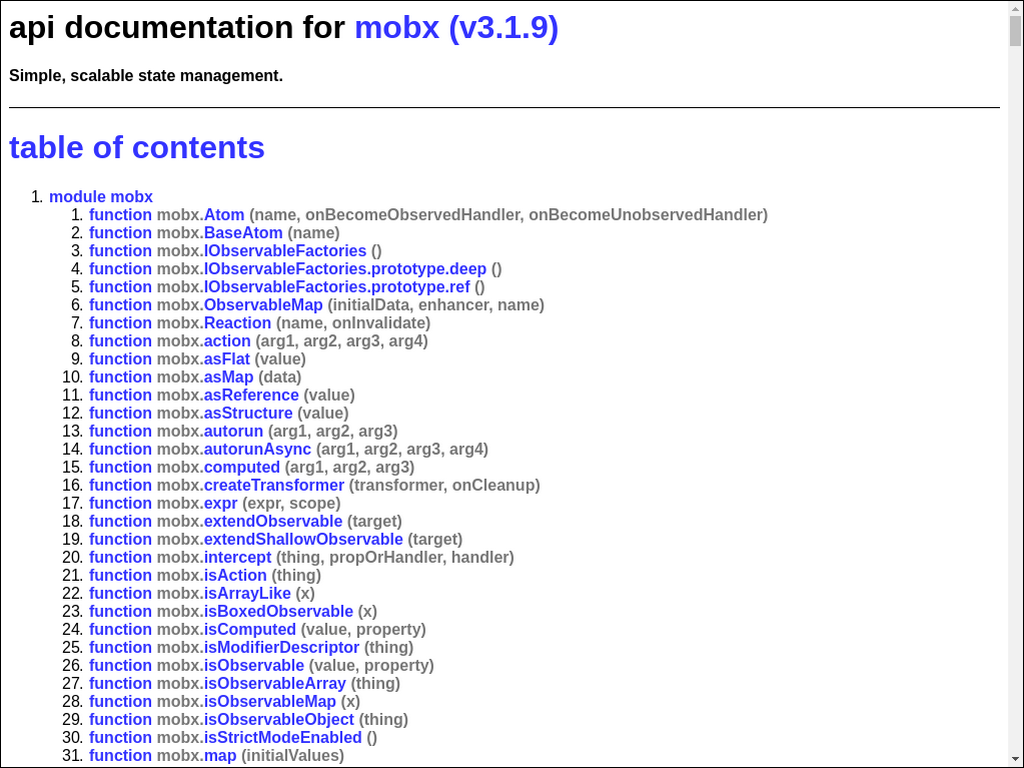 api documentation for mobx (v3.1.9)
Simple, scalable state management.
table of contents
1. module mobx
1. function mobx.Atom (name, onBecomeObservedHandler, onBecomeUnobservedHandler)
2. function mobx.BaseAtom (name)
3. function mobx.IObservableFactories ()
4. function mobx.IObservableFactories.prototype.deep ()
5. function mobx.IObservableFactories.prototype.ref ()
6. function mobx.ObservableMap (initialData, enhancer, name)
7. function mobx.Reaction (name, onInvalidate)
8. function mobx.action (arg1, arg2, arg3, arg4)
9. function mobx.asFlat (value)
10. function mobx.asMap (data)
11. function mobx.asReference (value)
12. function mobx.asStructure (value)
13. function mobx.autorun (arg1, arg2, arg3)
14. function mobx.autorunAsync (arg1, arg2, arg3, arg4)
15. function mobx.computed (arg1, arg2, arg3)
16. function mobx.createTransformer (transformer, onCleanup)
17. function mobx.expr (expr, scope)
18. function mobx.extendObservable (target)
19. function mobx.extendShallowObservable (target)
20. function mobx.intercept (thing, propOrHandler, handler)
21. function mobx.isAction (thing)
22. function mobx.isArrayLike (x)
23. function mobx.isBoxedObservable (x)
24. function mobx.isComputed (value, property)
25. function mobx.isModifierDescriptor (thing)
26. function mobx.isObservable (value, property)
27. function mobx.isObservableArray (thing)
28. function mobx.isObservableMap (x)
29. function mobx.isObservableObject (thing)
30. function mobx.isStrictModeEnabled ()
31. function mobx.map (initialValues)